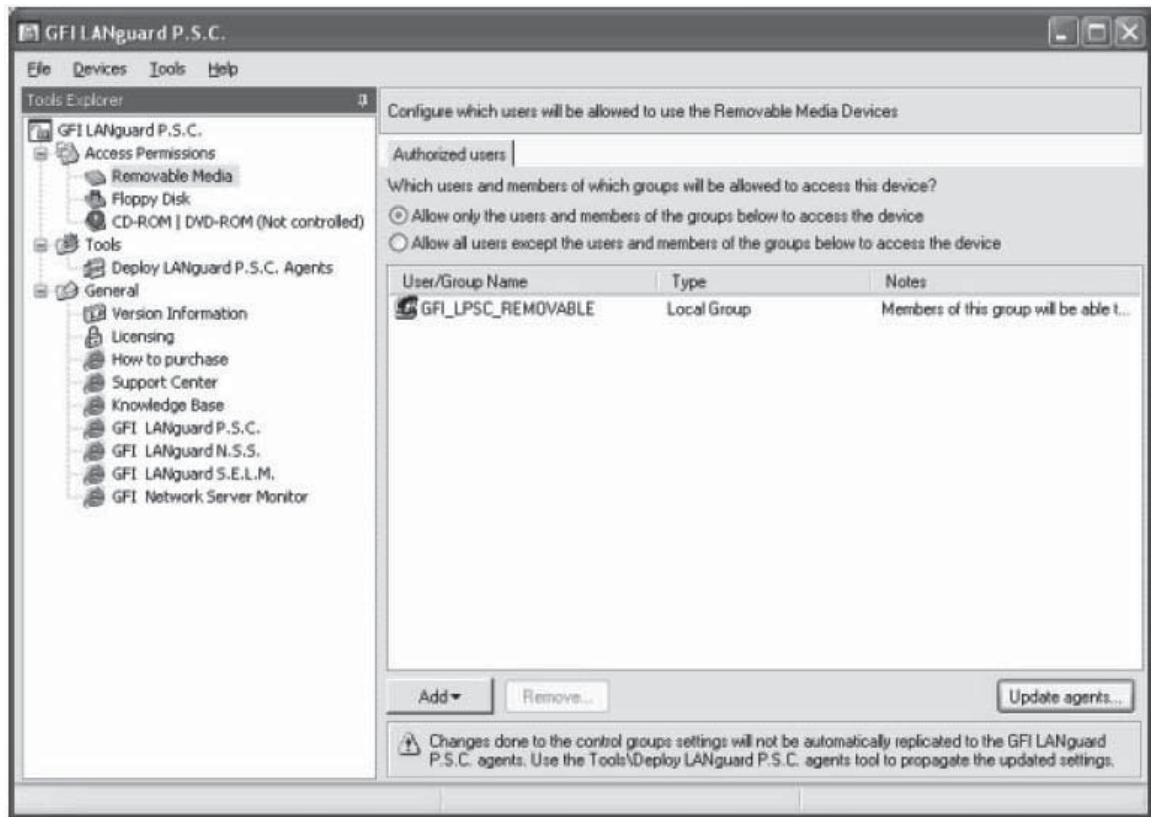 GFI LANguard P.S.C.
File Devices Tools Help
Tools Explorer
GFI LANguard P.S.C.
Access Permissions
Removable Media
Floppy Disk
CD-ROM | DVD-ROM (Not controlled)
Tools
Deploy LANguard P.S.C. Agents
General
Version Information
Licensing
How to purchase
Support Center
Knowledge Base
GFI LANguard P.S.C.
GFI LANguard N.S.S.
GFI LANguard S.E.L.M.
GFI Network Server Monitor
Configure which users will be allowed to use the Removable Media Devices
Authorized users
Which users and members of which groups will be allowed to access this device?
Allow only the users and members of the groups below to access the device
Allow all users except the users and members of the groups below to access the device
User/Group Name Type Notes
GFI_LPSC_REMOVABLE Local Group Members of this group will be able t...
Add Remove... Update agents...
Changes done to the control groups settings will not be automatically replicated to the GFI LANguard
P.S.C. agents. Use the Tools\Deploy LANguard P.S.C. agents tool to propagate the updated settings.